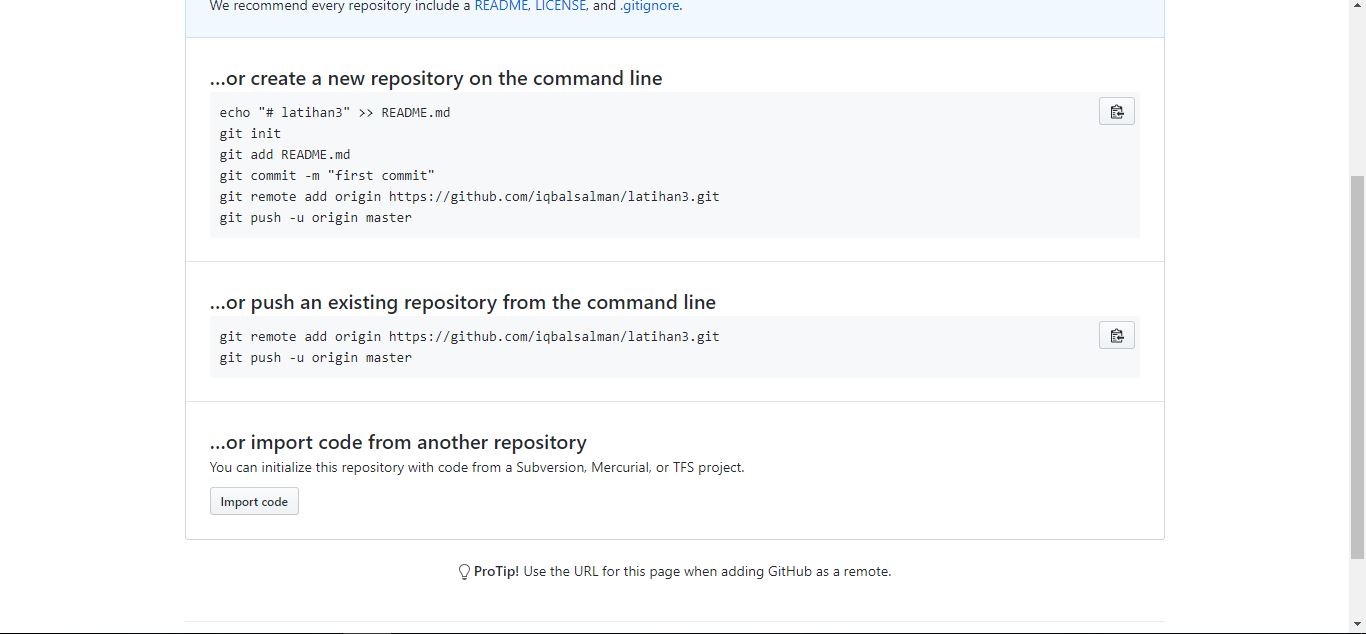 We recommend every repository include a README, LICENSE, and .gitignore.
...or create a new repository on the command line
echo "# latihan3" >> README.md
git init
git add README.md
git commit -m "first commit"
git remote add origin https://github.com/iqbalsalman/latihan3.git
git push -u origin master
...or push an existing repository from the command line
git remote add origin https://github.com/iqbalsalman/latihan3.git
git push -u origin master
...or import code from another repository
You can initialize this repository with code from a Subversion, Mercurial, or TFS project.
Import code
ProTip! Use the URL for this page when adding GitHub as a remote.